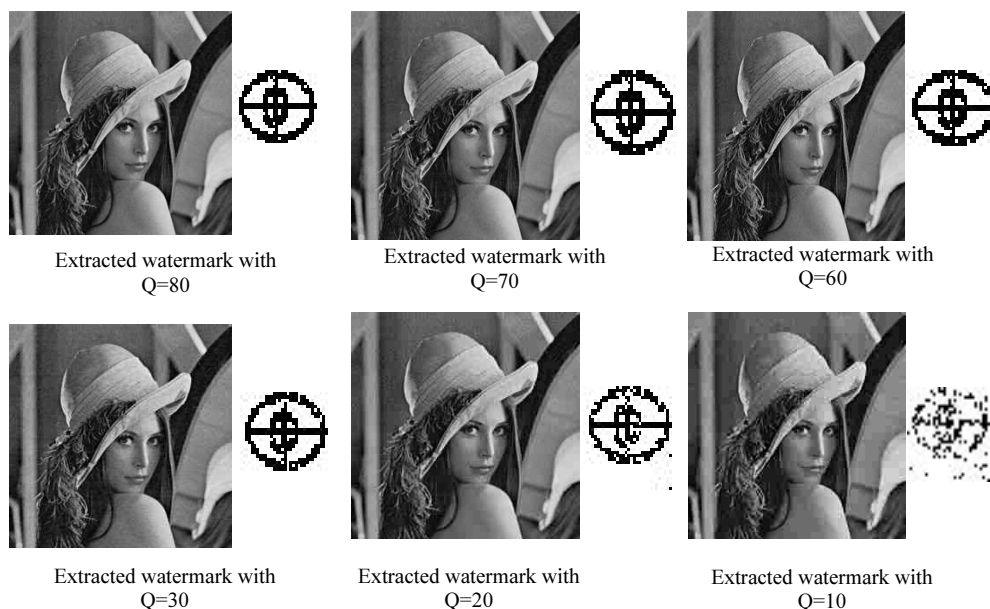 Extracted watermark with
Q=80
Extracted watermark with
Q=70
Extracted watermark with
Q=60
Extracted watermark with
Q=30
Extracted watermark with
Q=20
Extracted watermark with
Q=10